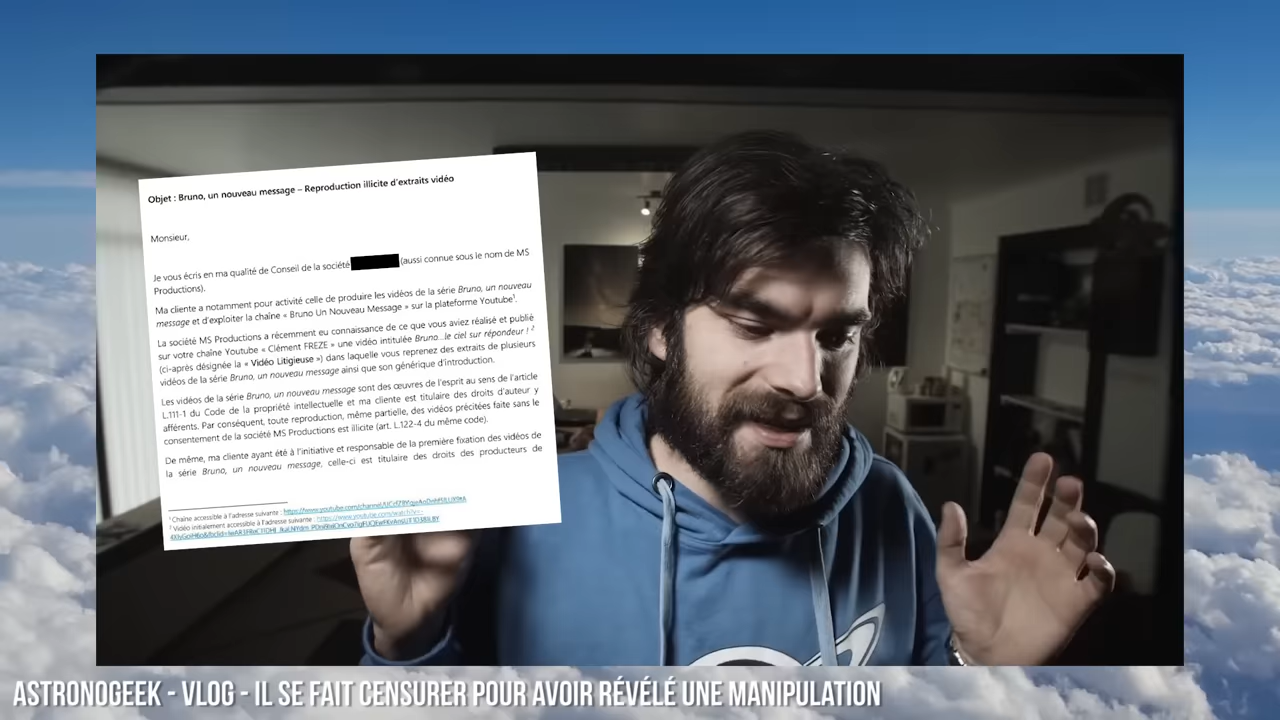 Objet : Bruno, un nouveau message – Reproduction illicite d'extraits vidéo
Monsieur,
Je vous écris en ma qualité de Conseil de la société (aussi connue sous le nom de MS
Productions).
Ma cliente a notamment pour activité celle de produire les vidéos de la série Bruno, un nouveau
message et d'exploiter la chaîne « Bruno Un Nouveau Message » sur la plateforme Youtube¹.
La société MS Productions a récemment eu connaissance de ce que vous aviez réalisé et publié
sur votre chaîne Youtube « Clément FREZE » une vidéo intitulée Bruno...le ciel sur répondeur ! ²
(ci-après désignée la « Vidéo Litigieuse ») dans laquelle vous reprenez des extraits de plusieurs
vidéos de la série Bruno, un nouveau message ainsi que son générique d'introduction.
Les vidéos de la série Bruno, un nouveau message sont des œuvres de l'esprit au sens de l'article
L.111-1 du Code de la propriété intellectuelle et ma cliente est titulaire des droits d'auteur y
afférents. Par conséquent, toute reproduction, même partielle, des vidéos précitées faite sans le
consentement de la société MS Productions est illicite (art. L.122-4 du même code).
De même, ma cliente ayant été à l'initiative et responsable de la première fixation des vidéos de
la série Bruno, un nouveau message, celle-ci est titulaire des droits des producteurs de
¹ Chaîne accessible à l'adresse suivante :
² Vidéo initialement accessible à l'adresse suivante :
ASTRONOGEEK - VLOG - IL SE FAIT CENSURER POUR AVOIR RÉVÉLÉ UNE MANIPULATION